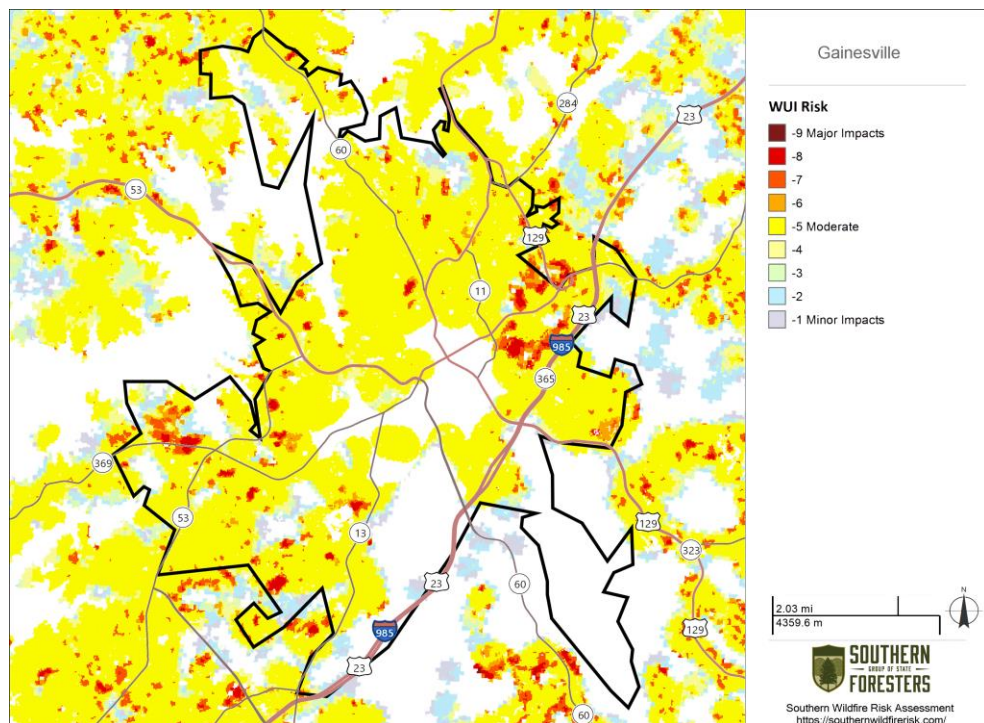 Gainesville
WUI Risk
-9 Major Impacts
-8
-7
-6
-5 Moderate
-4
-3
-2
-1 Minor Impacts
284
23
60
53
129
11
23
985
365
369
53
13
129
323
23
60
129
985
23
60
2.03 mi
4359.6 m
N
SOUTHERN
GROUP OF STATE
FORESTERS
Southern Wildfire Risk Assessment
https://southernwildfirerisk.com/